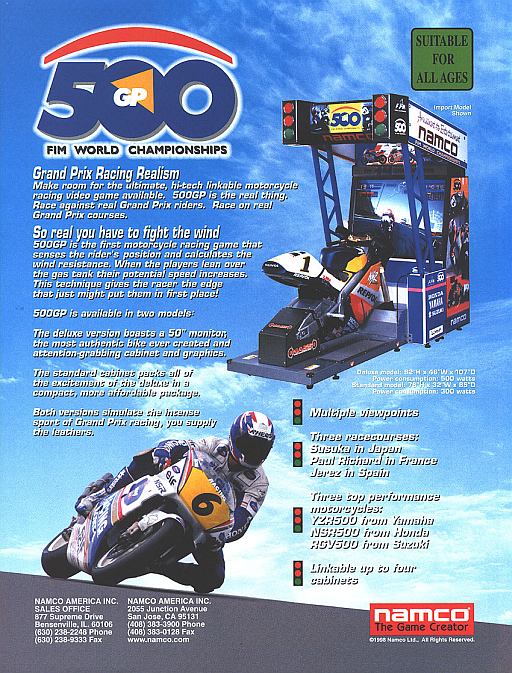 500
GP
FIM WORLD CHAMPIONSHIPS
SUITABLE
FOR
ALL AGES
Import Model
Shown
Grand Prix Racing Realism
Make room for the ultimate, hi-tech linkable motorcycle
racing video game available. 500GP is the real thing.
Race against real Grand Prix riders. Race on real
Grand Prix courses.
So real you have to fight the wind
500GP is the first motorcycle racing game that
senses the rider's position and calculates the
wind resistance. When the players lean over
the gas tank their potential speed increases.
This technique gives the racer the edge
that just might put them in first place!
500GP is available in two models:
The deluxe version boasts a 50" monitor,
the most authentic bike ever created and
attention-grabbing cabinet and graphics.
The standard cabinet packs all of
the excitement of the deluxe in a
compact, more affordable package.
Both versions simulate the intense
sport of Grand Prix racing, you supply
the leathers.
500
namco
HONDA
YAMAHA
SUZUKI
namco
Deluxe model: 92"H x 46"W x 107"D
Power consumption: 500 watts
Power consumption: 300 watts
Multiple viewpoints
Three racecourses:
Susuka in Japan
Paul Richard in France
Jerez in Spain
Three top performance
motorcycles:
YZR500 from Yamaha
NSR500 from Honda
RGV500 from Suzuki
Linkable up to four
cabinets
6
NAMCO AMERICA INC.
SALES OFFICE
877 Supreme Drive
Bensenville, IL. 60106
(630) 238-2248 Phone
(630) 238-9333 Fax
NAMCO AMERICA INC.
2055 Junction Avenue
San Jose, CA 95131
(408) 383-3900 Phone
(408) 383-0128 Fax
www.namco.com
namco
The Game Creator
©1998 Namco Ltd., All Rights Reserved.